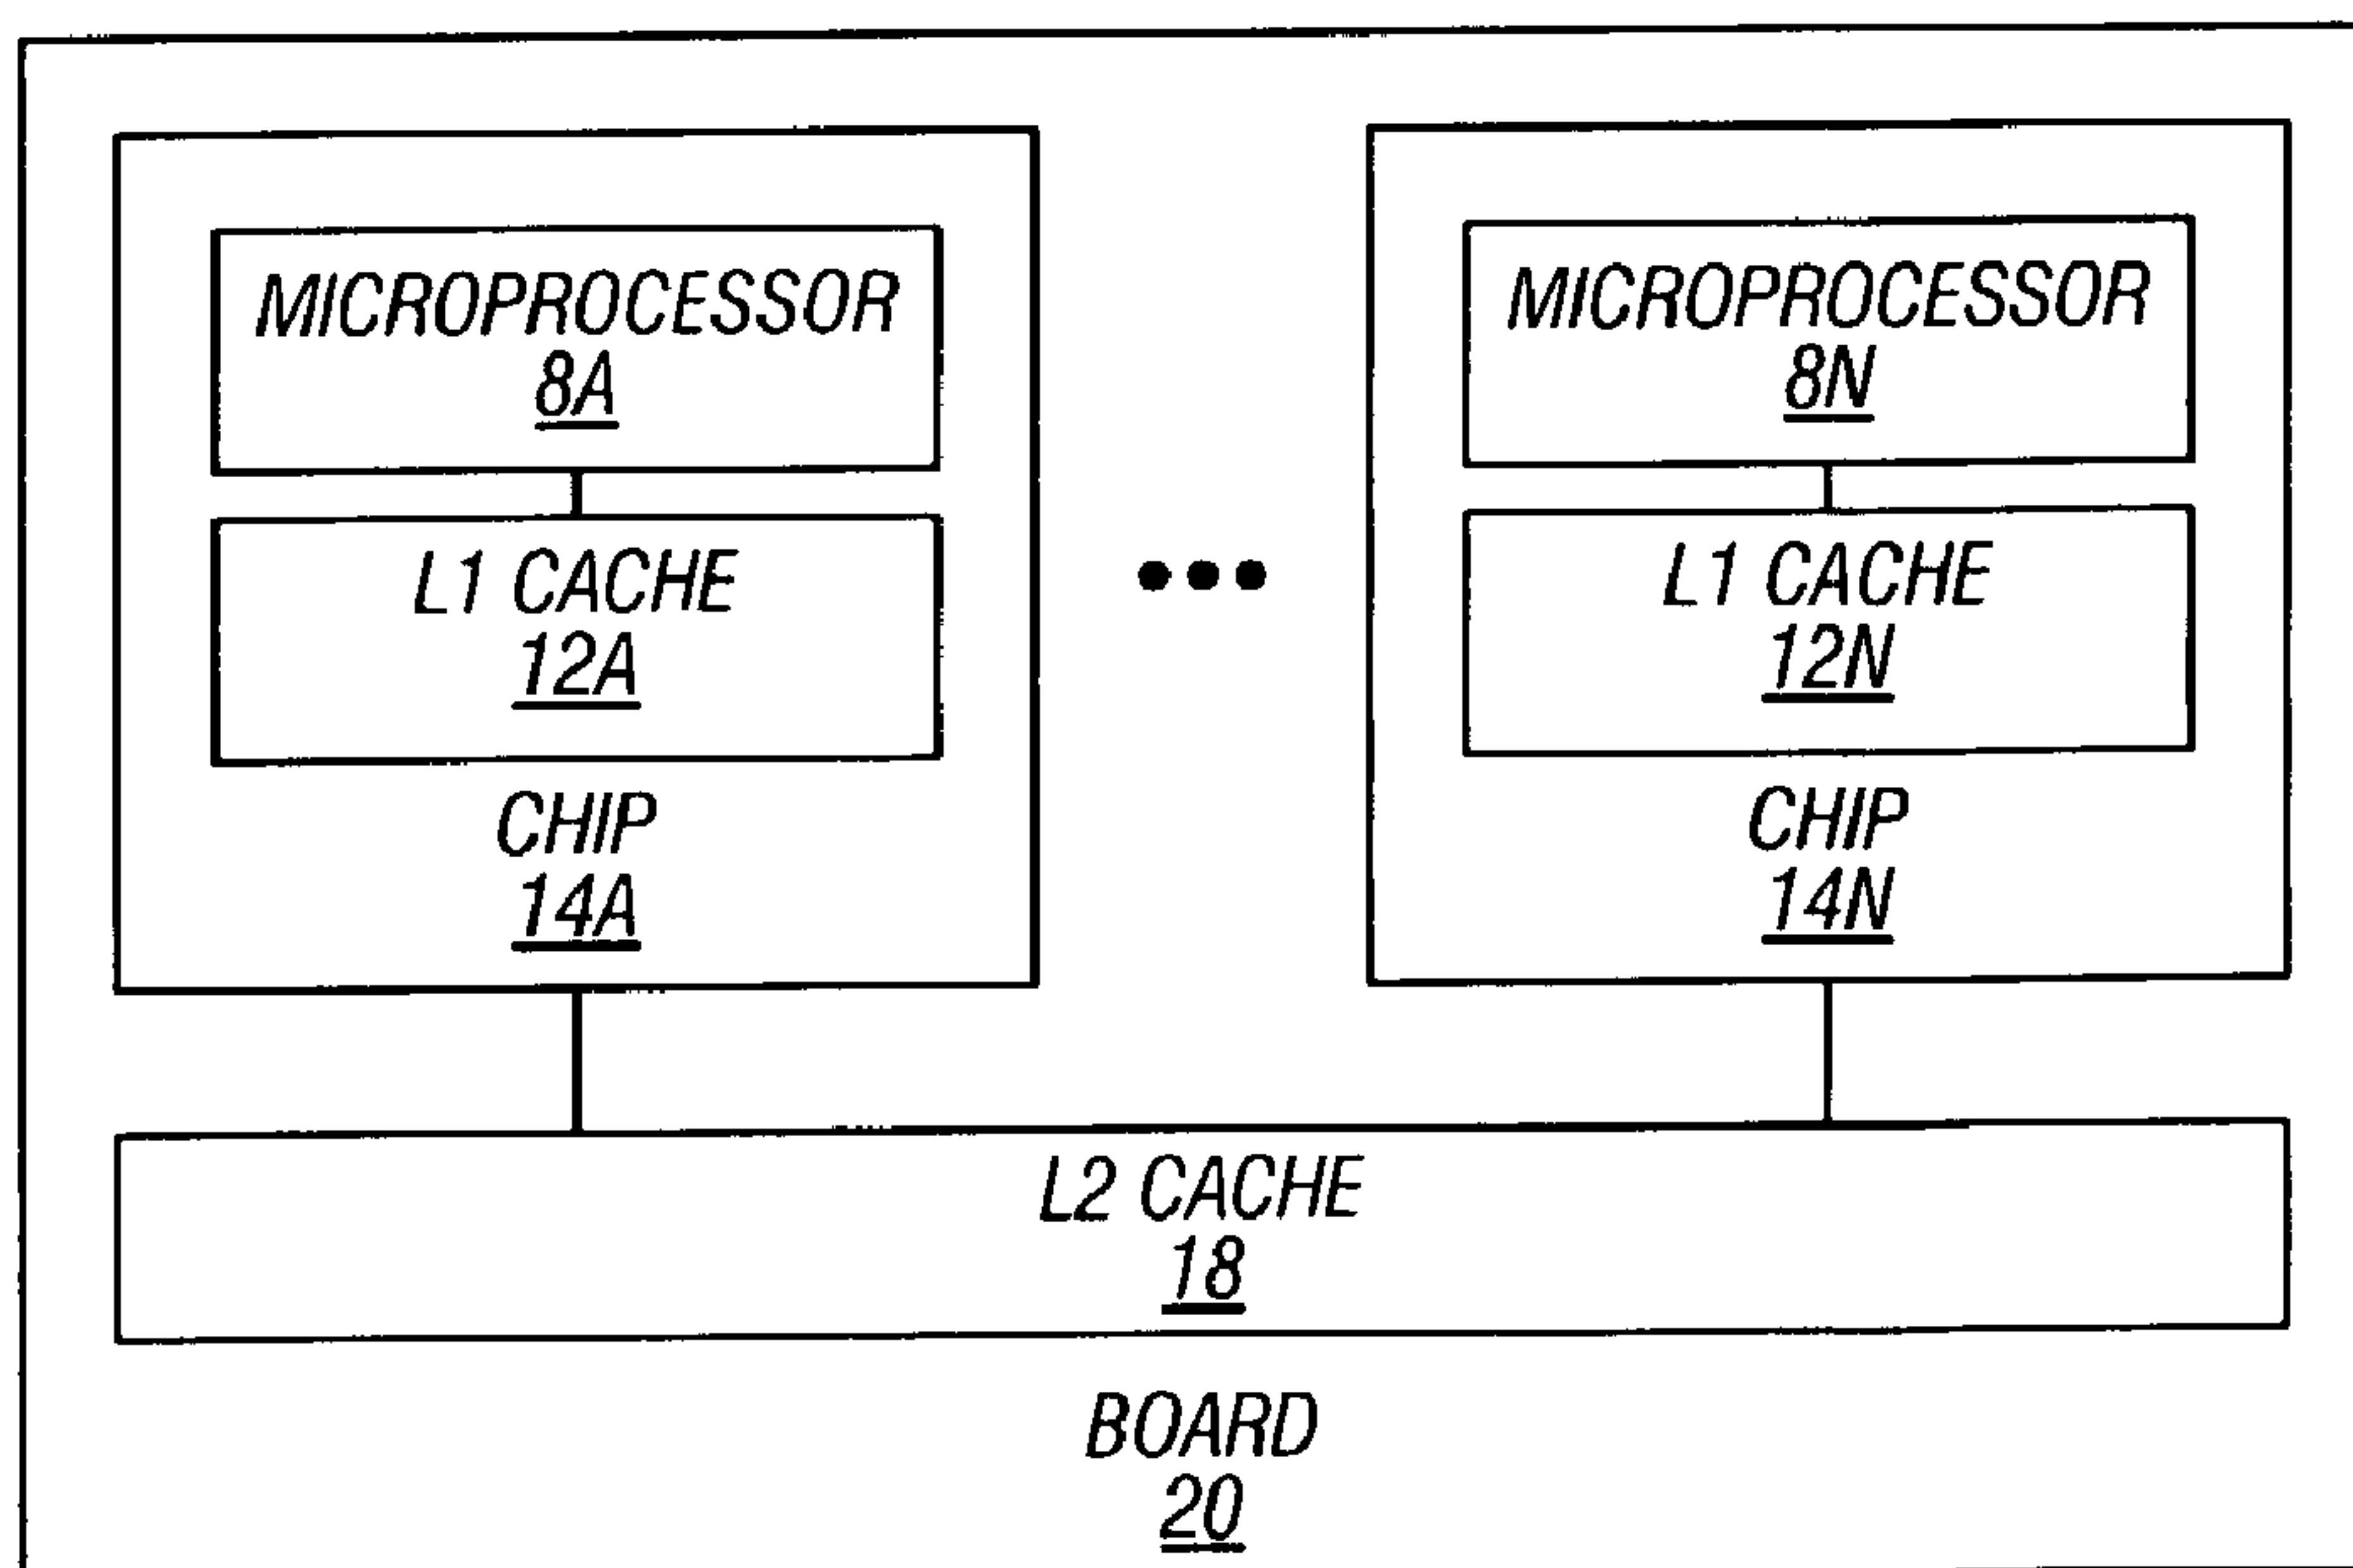 MICROPROCESSOR
8A
L1 CACHE
12A
CHIP
14A
MICROPROCESSOR
8N
L1 CACHE
12N
CHIP
14N
L2 CACHE
18
BOARD
20